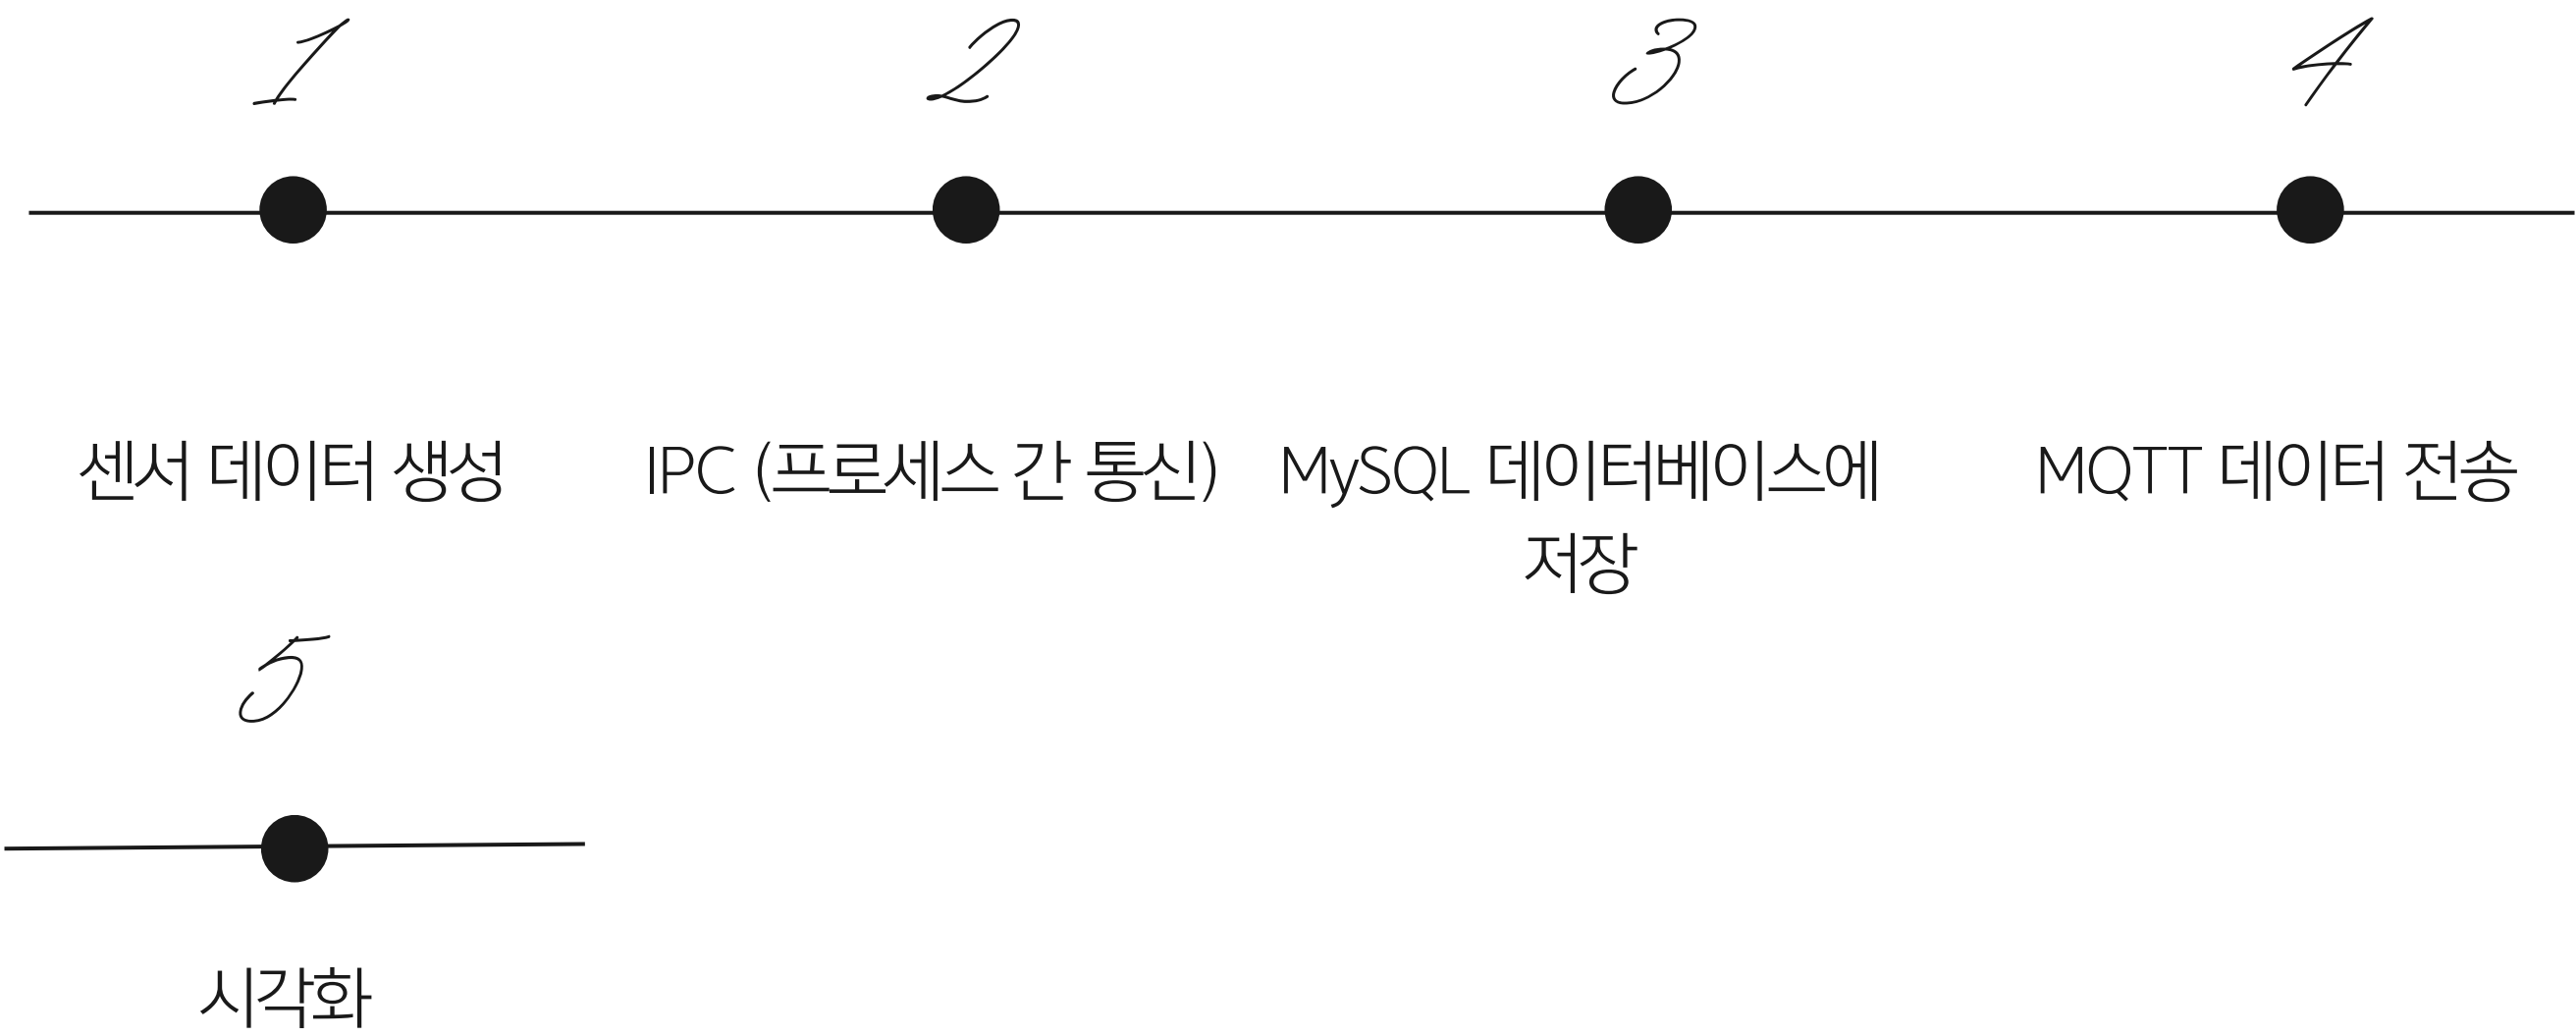 1
2
3
4
센서 데이터 생성
IPC (프로세스 간 통신)
MySQL 데이터베이스에
저장
MQTT 데이터 전송
5
시각화